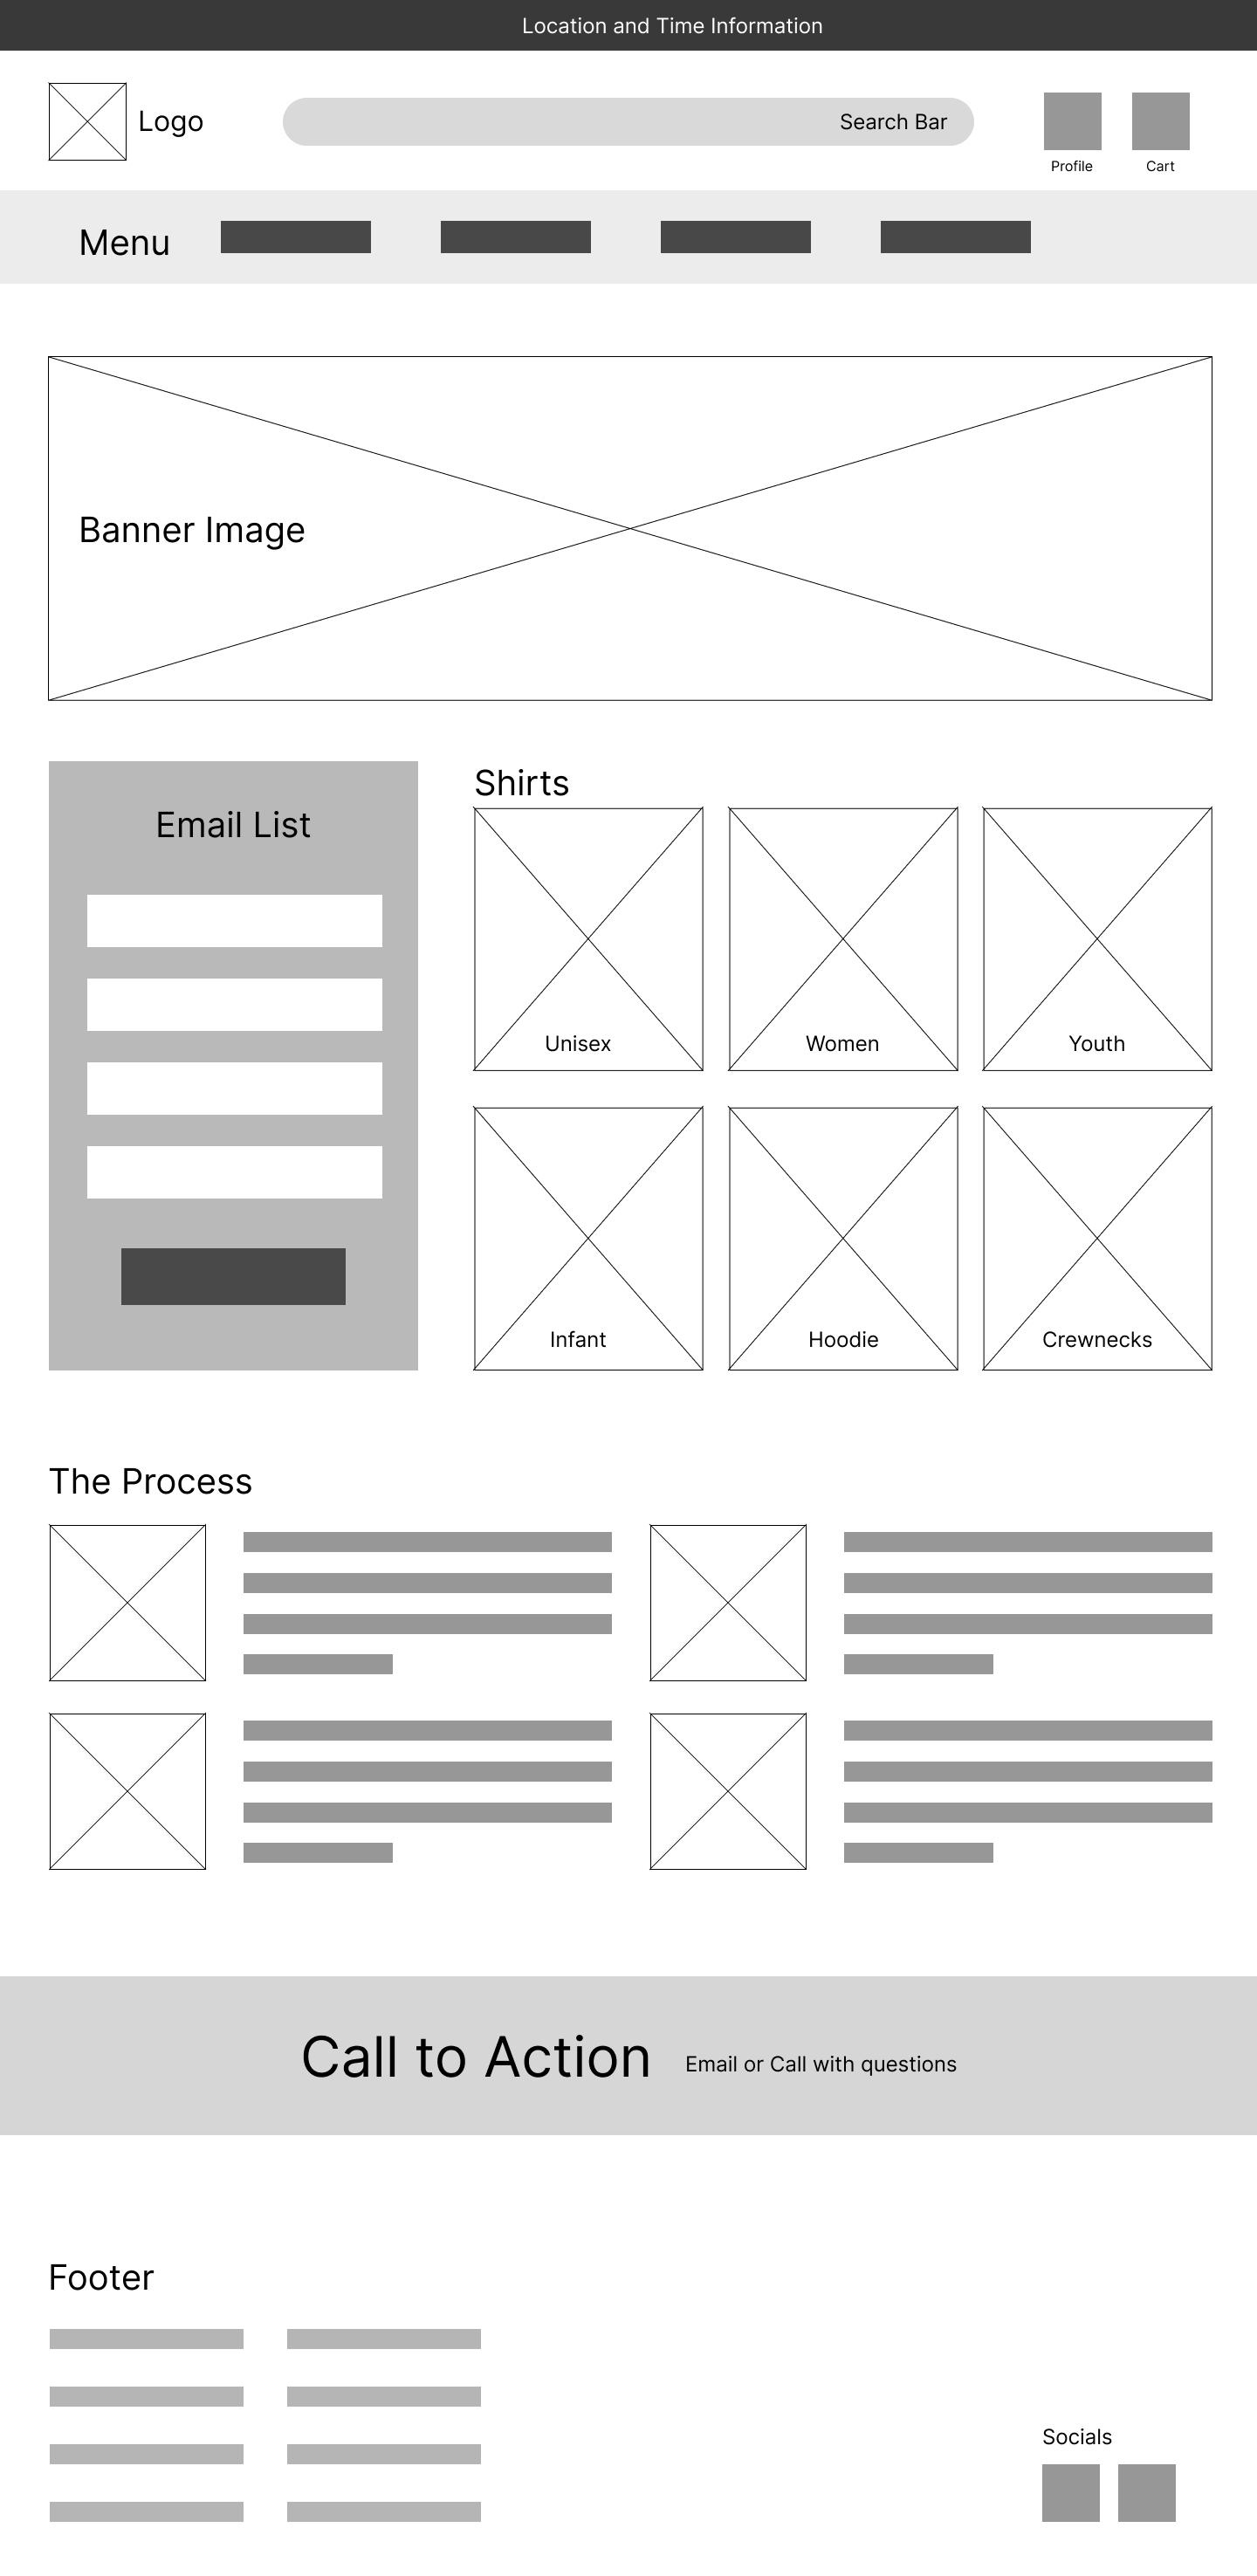 Location and Time Information
Logo
Search Bar
Profile
Cart
Menu
Banner Image
Email List
Shirts
Unisex
Women
Youth
Infant
Hoodie
Crewnecks
The Process
Call to Action
Email or Call with questions
Footer
Socials